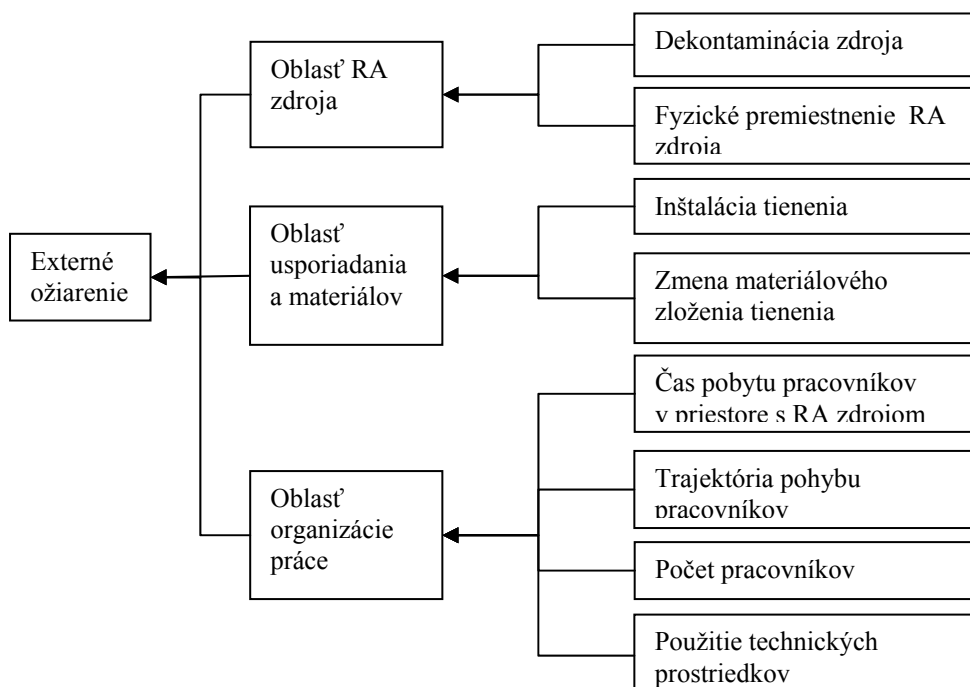 Externé
ožiarenie
Oblasť RA
zdroja
Dekontaminácia zdroja
Fyzické premiestnenie RA
zdroja
Oblasť
usporiadania
a materiálov
Inštalácia tienenia
Zmena materiálového
zloženia tienenia
Oblasť
organizácie
práce
Čas pobytu pracovníkov
v priestore s RA zdrojom
Trajektória pohybu
pracovníkov
Počet pracovníkov
Použitie technických
prostriedkov